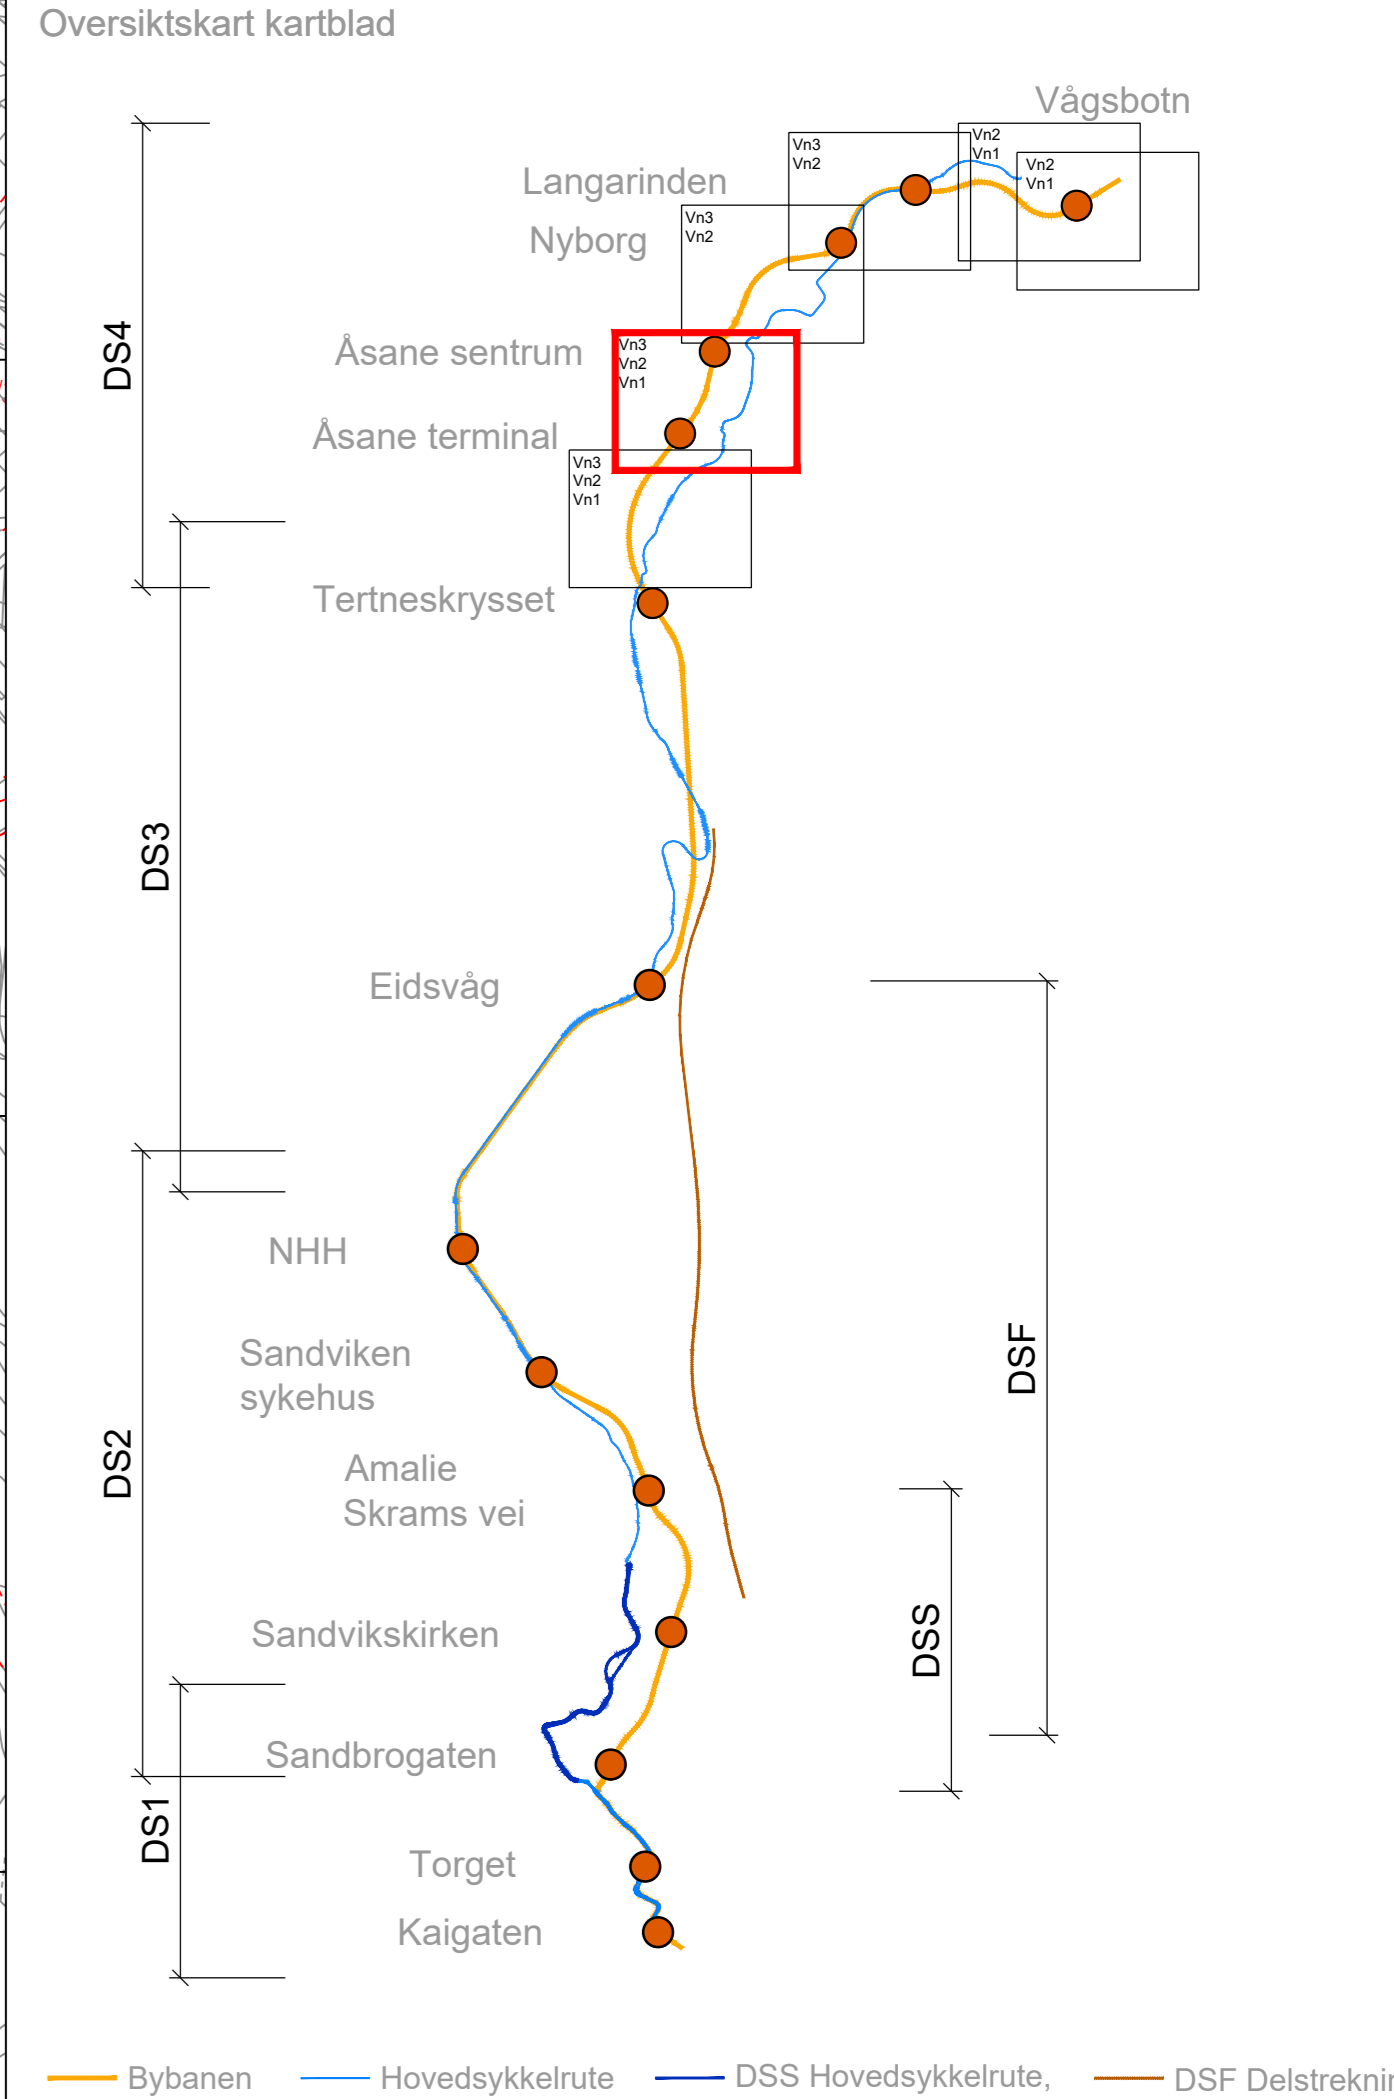 Oversiktskart kartblad
Vågsbotn
Vn2
Vn1
Vn3
Vn2
Vn2
Vn1
Langarinden
Vn3
Vn2
Nyborg
DS4
Åsane sentrum
Vn3
Vn2
Vn1
Åsane terminal
Vn3
Vn2
Vn1
Tertneskrysset
DS3
Eidsvåg
NHH
DSF
Sandviken
sykehus
DS2
Amalie
Skrams vei
DSS
Sandvikskirken
Sandbrogaten
DS1
Torget
Kaigaten
Bybanen
Hovedsykkelrute
DSS Hovedsykkelrute,
DSF